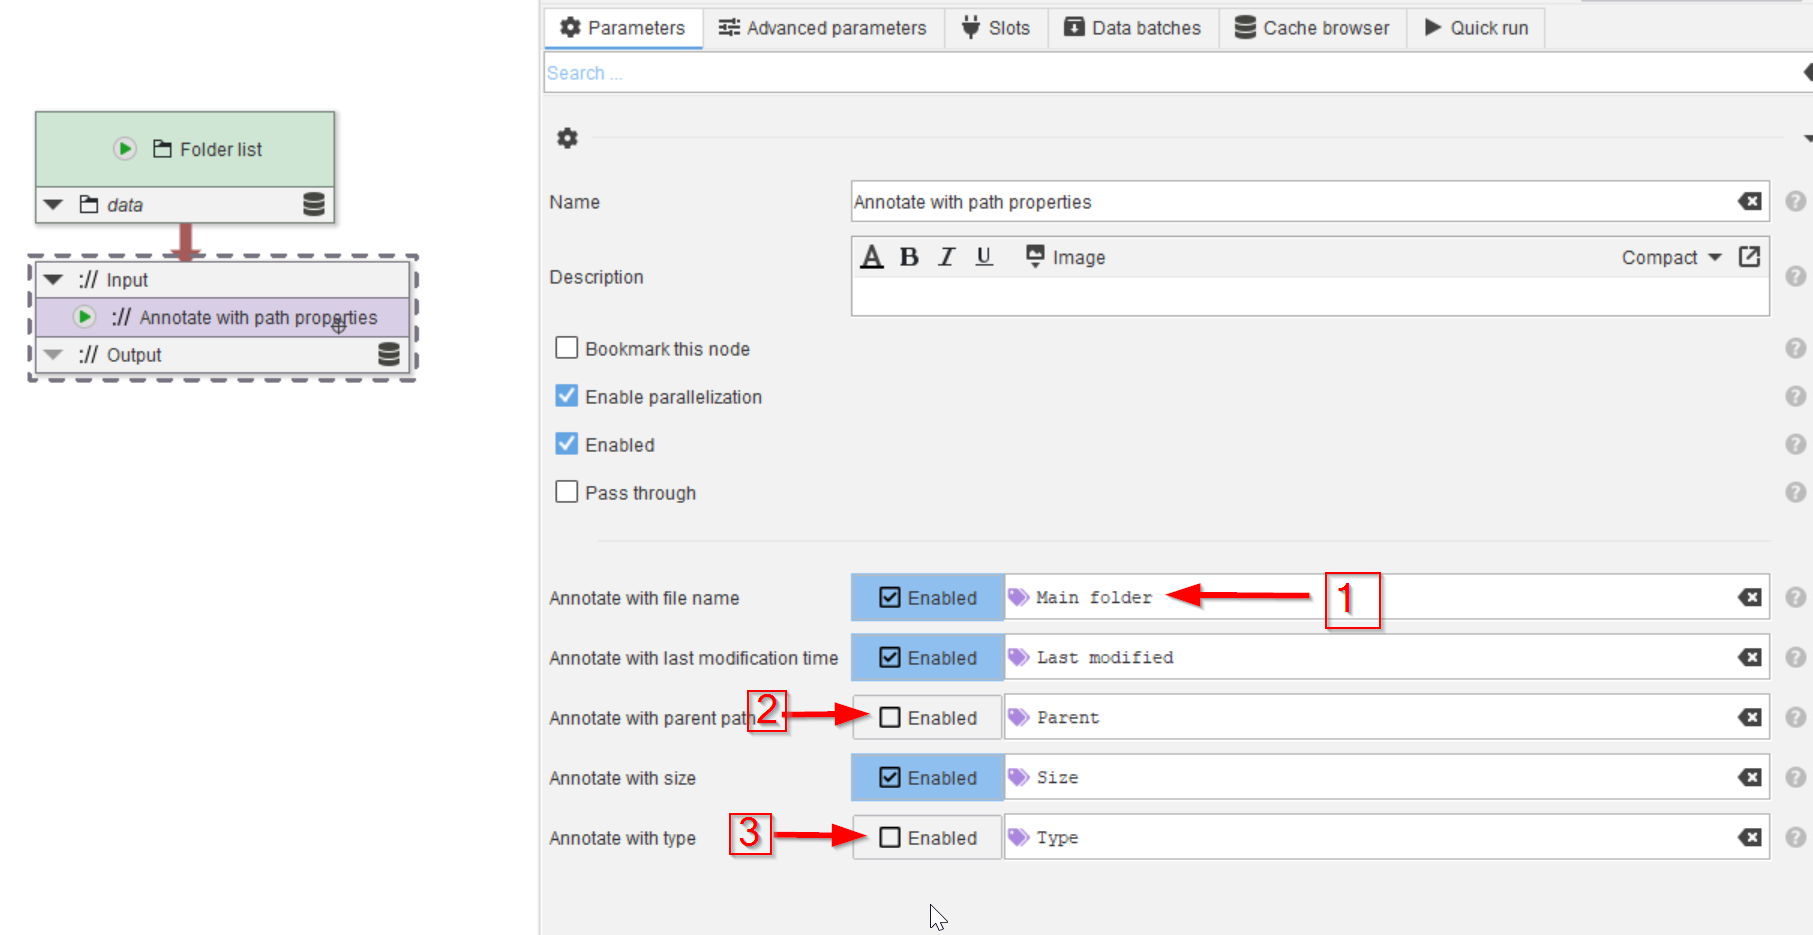 Parameters Advanced parameters Slots Data batches Cache browser Quick run
Search ...
Folder list
data
:// Input
:// Annotate with path properties
:// Output
Name Annotate with path properties
A B I U Image Compact
Description
Bookmark this node
Enable parallelization
Enabled
Pass through
Annotate with file name Enabled Main folder 1
Annotate with last modification time Enabled Last modified
Annotate with parent path 2 Enabled Parent
Annotate with size Enabled Size
Annotate with type 3 Enabled Type